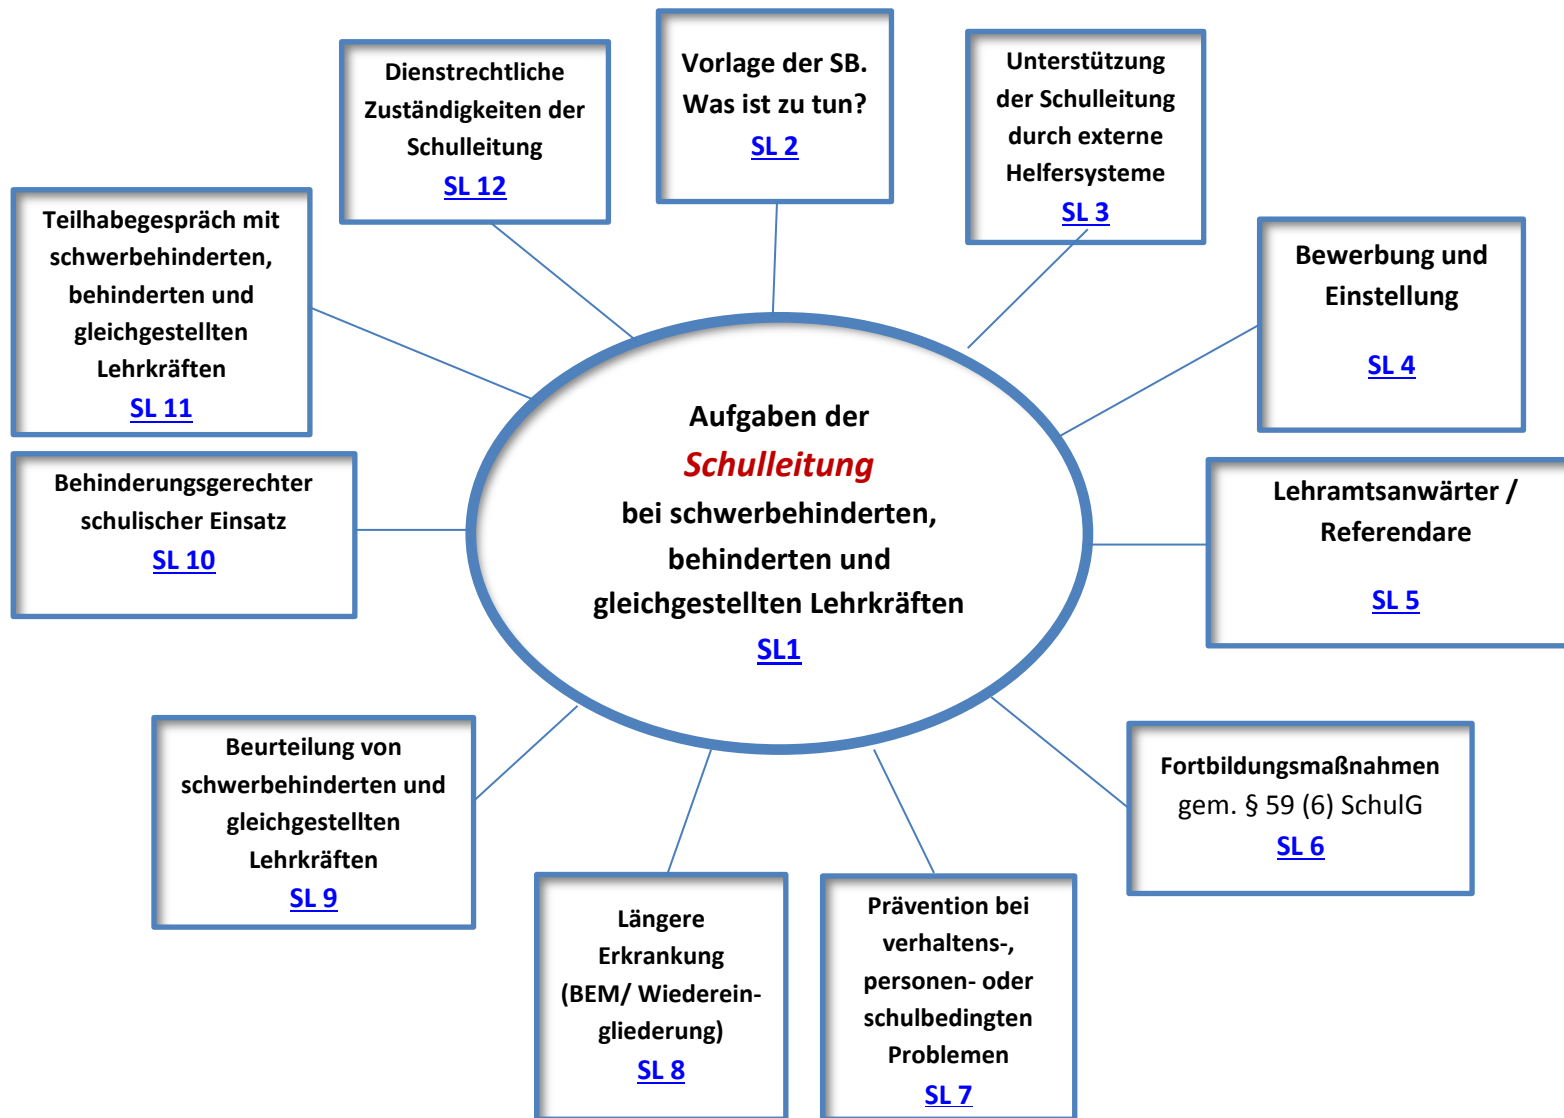 Aufgaben der
Schulleitung
bei schwerbehinderten,
behinderten und
gleichgestellten Lehrkräften
SL1
Vorlage der SB.
Was ist zu tun?
SL 2
Unterstützung
der Schulleitung
durch externe
Helfersysteme
SL 3
Bewerbung und
Einstellung
SL 4
Lehramtsanwärter /
Referendare
SL 5
Fortbildungsmaßnahmen
gem. § 59 (6) SchulG
SL 6
Prävention bei
verhaltens-,
personen- oder
schulbedingten
Problemen
SL 7
Längere
Erkrankung
(BEM/ Wiederein-
gliederung)
SL 8
Beurteilung von
schwerbehinderten und
gleichgestellten
Lehrkräften
SL 9
Behinderungsgerechter
schulischer Einsatz
SL 10
Teilhabegespräch mit
schwerbehinderten,
behinderten und
gleichgestellten
Lehrkräften
SL 11
Dienstrechtliche
Zuständigkeiten der
Schulleitung
SL 12